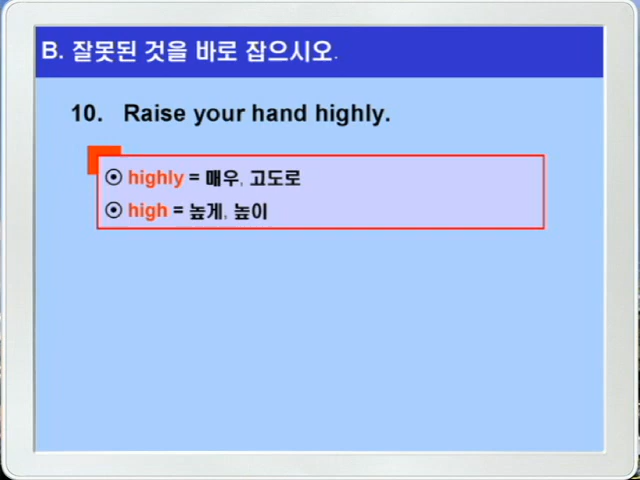 B. 잘못된 것을 바로 잡으시오.
10. Raise your hand highly.
⊙ highly = 매우, 고도로
⊙ high = 높게, 높이